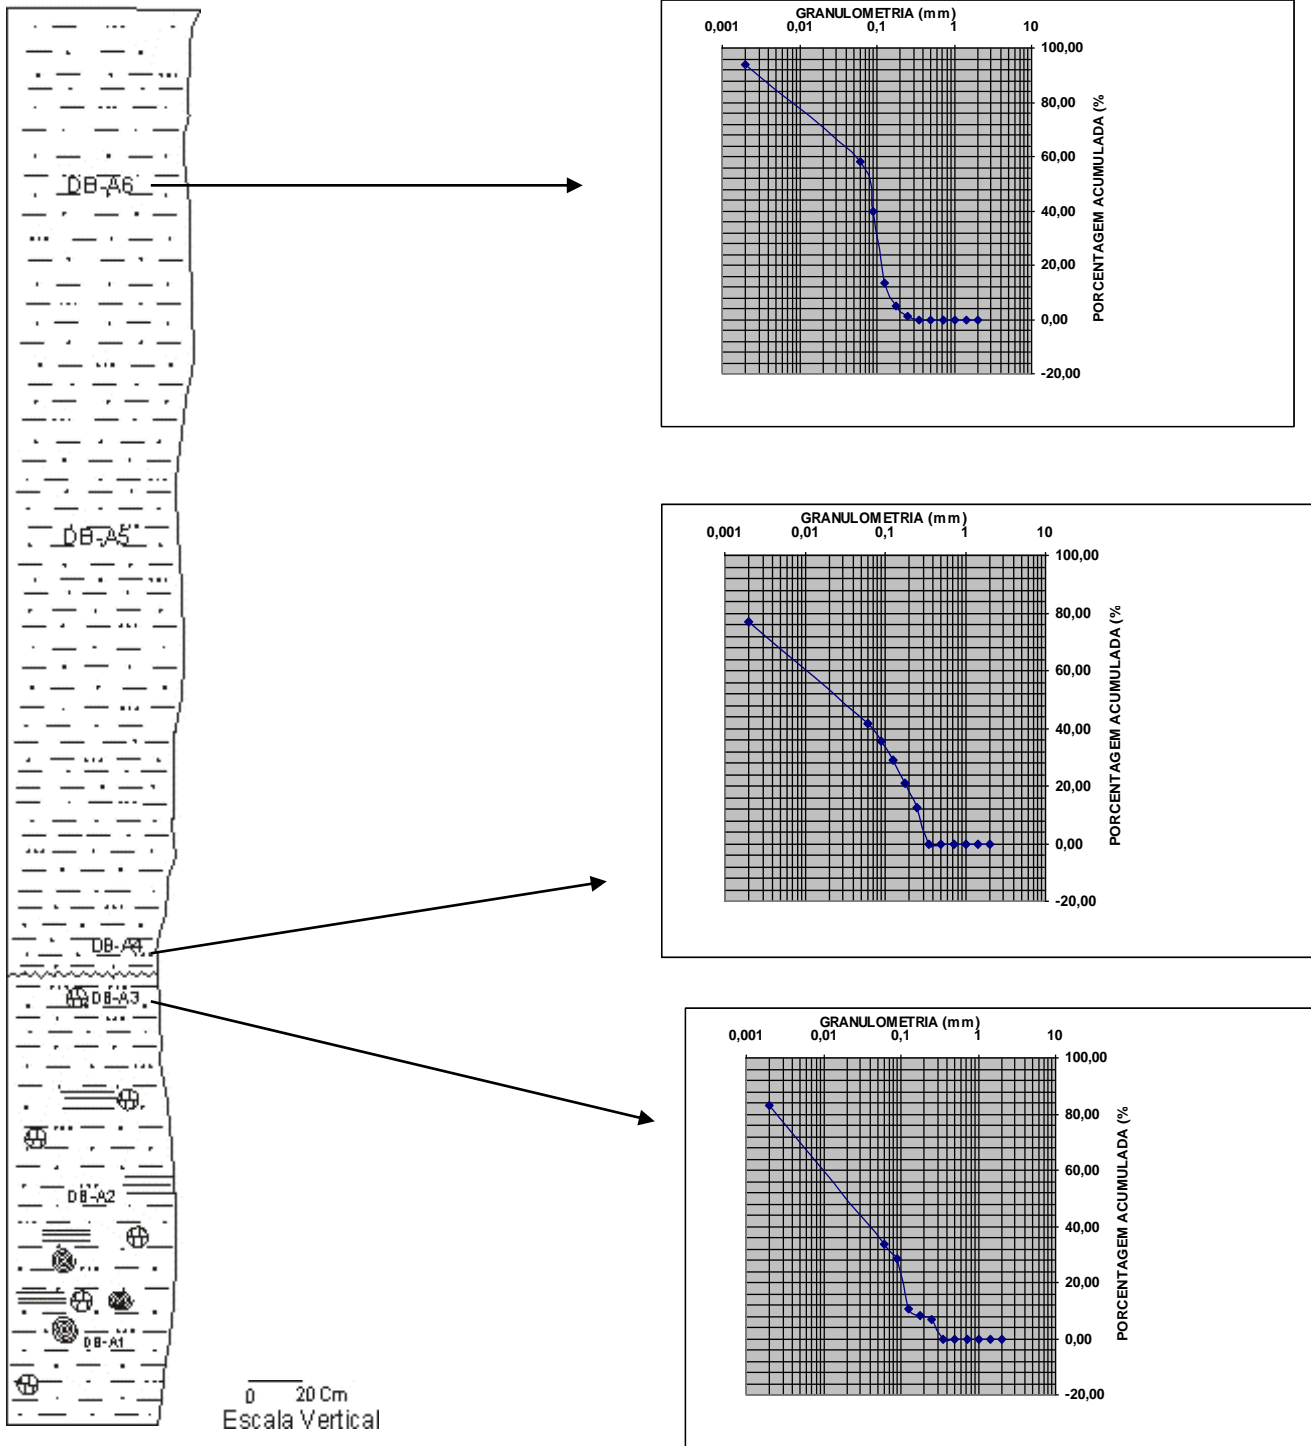 DB-A6
DB-A5
DB-A4
DB-A3
DB-A2
DB-A1
0 20 Cm
Escala Vertical
GRANULOMETRIA (mm)
0,001 0,01 0,1 1 10
100,00
80,00
60,00
40,00
20,00
0,00
-20,00
PORCENTAGEM ACUMULADA (%
GRANULOMETRIA (mm)
0,001 0,01 0,1 1 10
100,00
80,00
60,00
40,00
20,00
0,00
-20,00
PORCENTAGEM ACUMULADA (%
GRANULOMETRIA (mm)
0,001 0,01 0,1 1 10
100,00
80,00
60,00
40,00
20,00
0,00
-20,00
PORCENTAGEM ACUMULADA (%